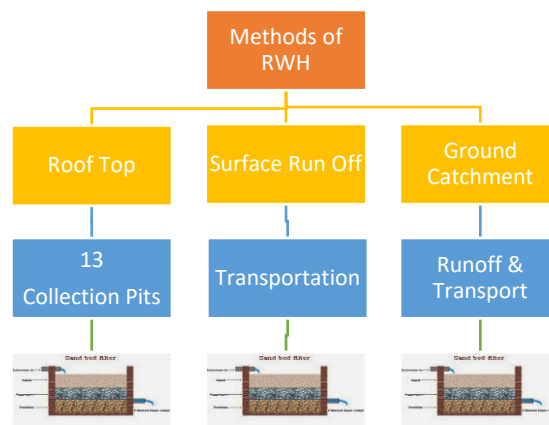 Methods of
RWH
Roof Top
Surface Run Off
Ground
Catchment
13
Collection Pits
Transportation
Runoff &
Transport
Sand bed filter
Sand bed filter
Sand bed filter